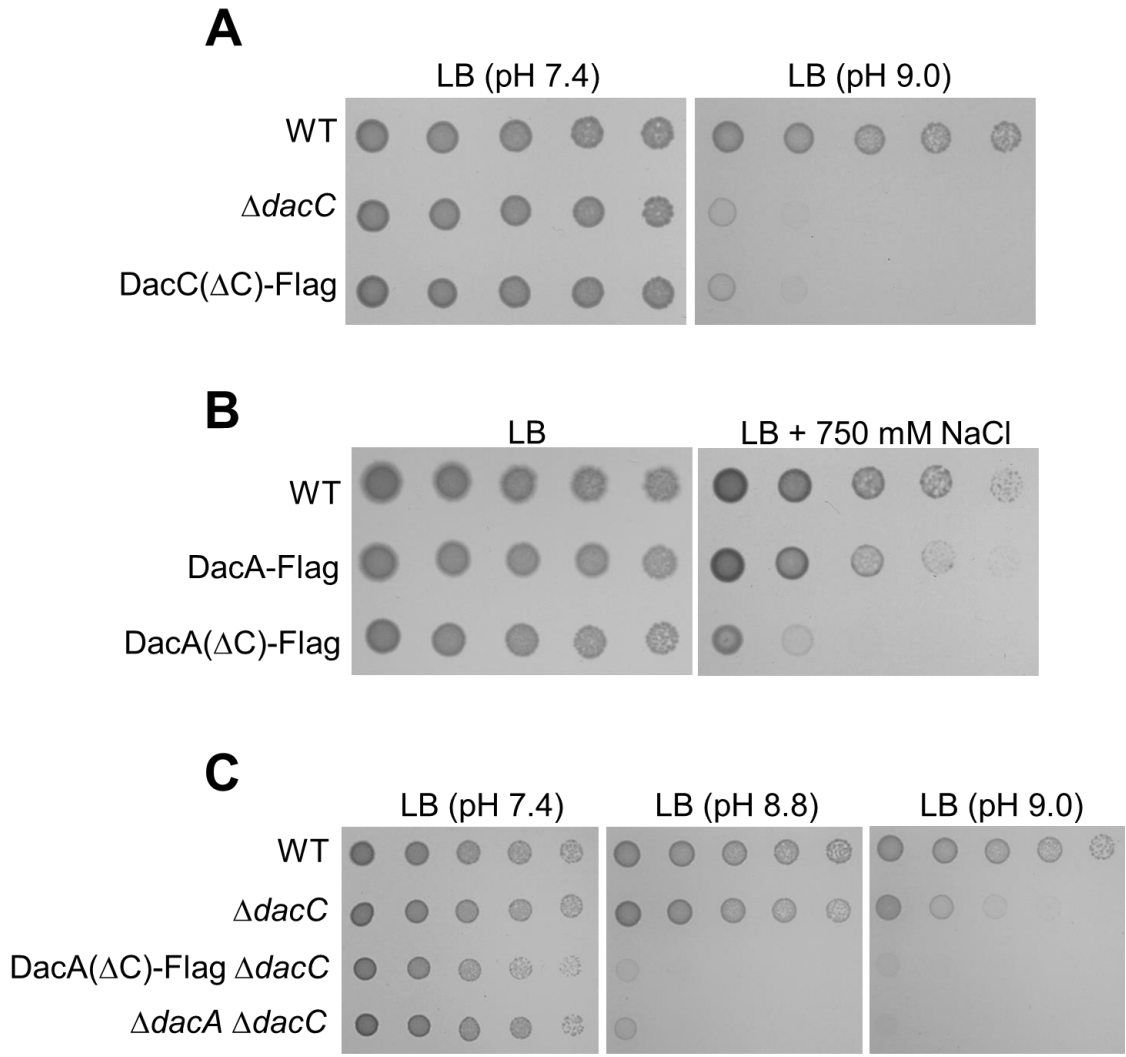 A
LB (pH 7.4)
LB (pH 9.0)
WT
ΔdacC
DacC(ΔC)-Flag
B
LB
LB + 750 mM NaCl
WT
DacA-Flag
DacA(ΔC)-Flag
C
LB (pH 7.4)
LB (pH 8.8)
LB (pH 9.0)
WT
ΔdacC
DacA(ΔC)-Flag ΔdacC
ΔdacA ΔdacC